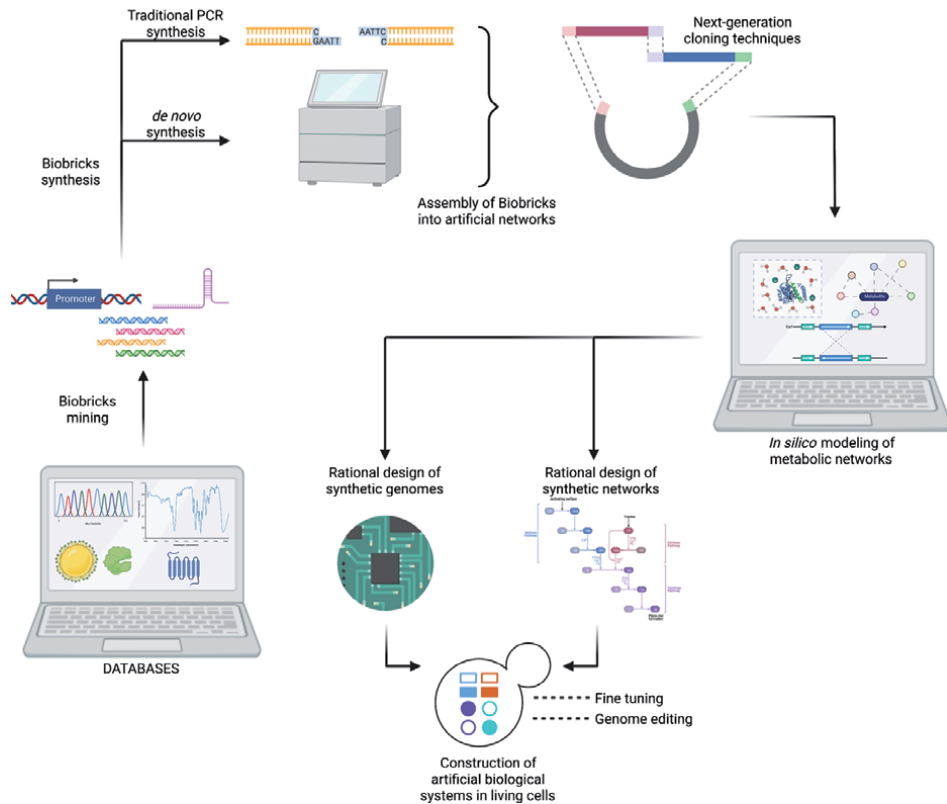 Traditional PCR
synthesis
C
GAATT
AATTC
C
Next-generation
cloning techniques
de novo
synthesis
Biobricks
synthesis
Assembly of Biobricks
into artificial networks
Promoter
Metabolite
Biobricks
mining
In silico modeling of
metabolic networks
Rational design of
synthetic genomes
Rational design of
synthetic networks
DATABASES
Fine tuning
Genome editing
Construction of
artificial biological
systems in living cells